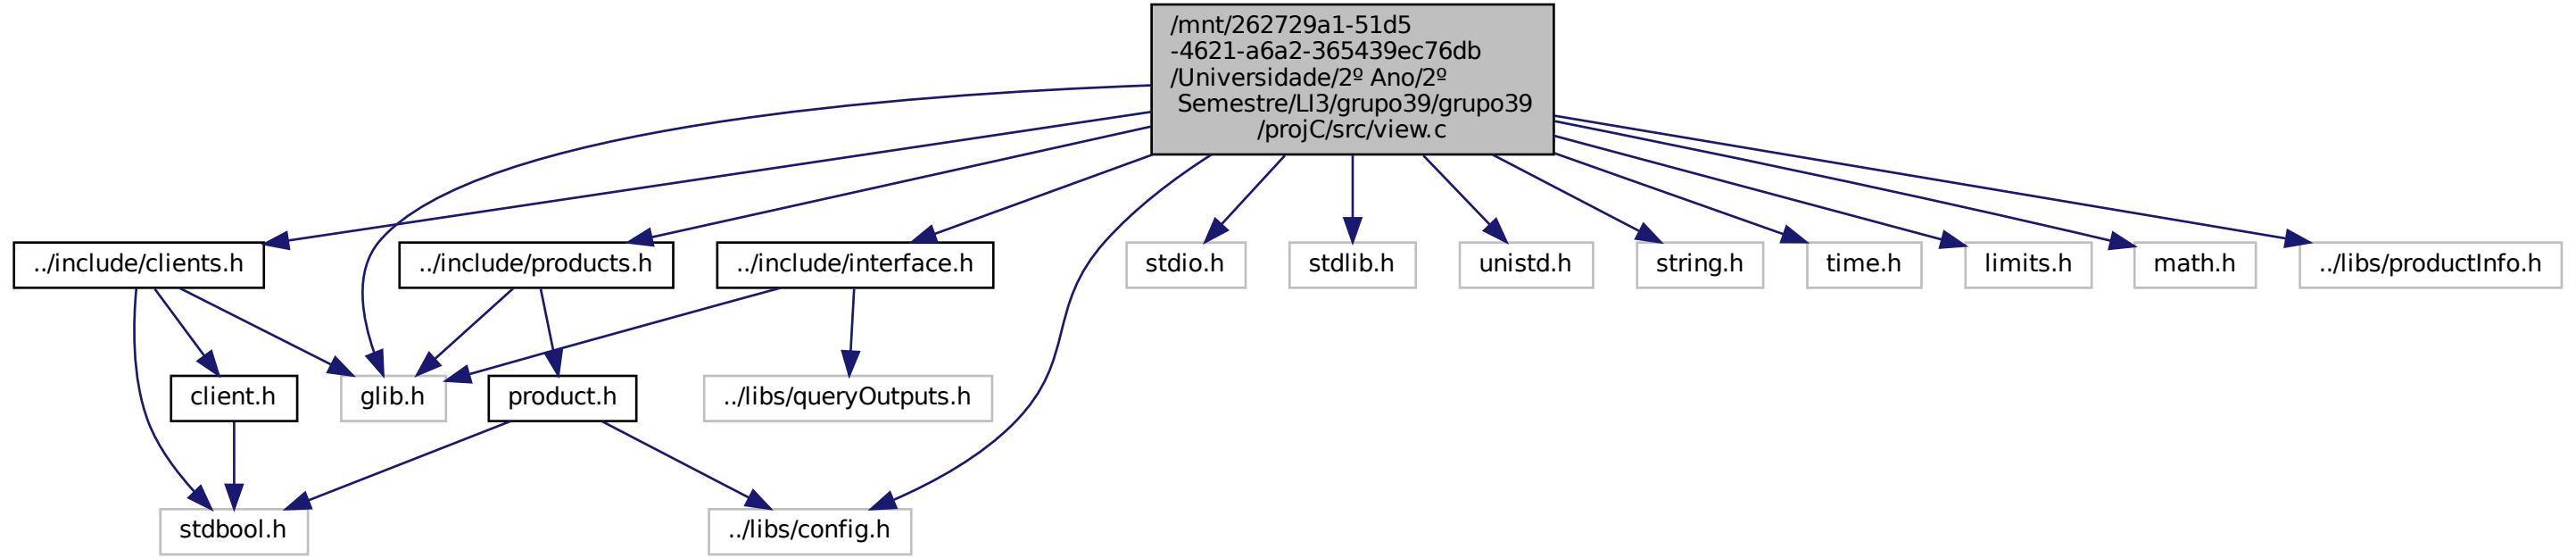 /mnt/262729a1-51d5
-4621-a6a2-365439ec76db
/Universidade/2º Ano/2º
Semestre/LI3/grupo39/grupo39
/projC/src/view.c
../include/clients.h
../include/products.h
../include/interface.h
stdio.h
stdlib.h
unistd.h
string.h
time.h
limits.h
math.h
../libs/productInfo.h
client.h
glib.h
product.h
../libs/queryOutputs.h
stdbool.h
../libs/config.h